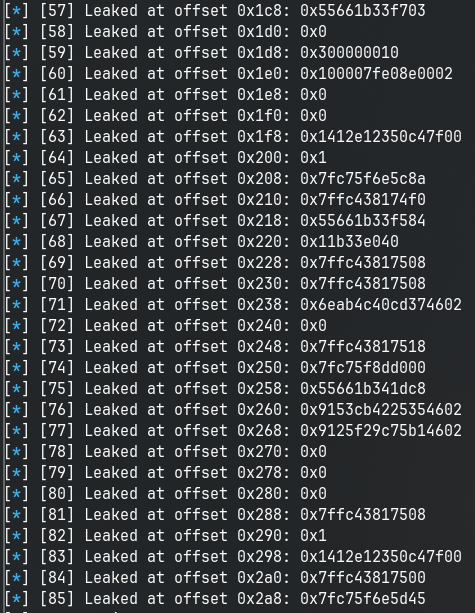 [*] [57] Leaked at offset 0x1c8: 0x55661b33f703
[*] [58] Leaked at offset 0x1d0: 0x0
[*] [59] Leaked at offset 0x1d8: 0x300000010
[*] [60] Leaked at offset 0x1e0: 0x100007fe08e0002
[*] [61] Leaked at offset 0x1e8: 0x0
[*] [62] Leaked at offset 0x1f0: 0x0
[*] [63] Leaked at offset 0x1f8: 0x1412e12350c47f00
[*] [64] Leaked at offset 0x200: 0x1
[*] [65] Leaked at offset 0x208: 0x7fc75f6e5c8a
[*] [66] Leaked at offset 0x210: 0x7ffc438174f0
[*] [67] Leaked at offset 0x218: 0x55661b33f584
[*] [68] Leaked at offset 0x220: 0x11b33e040
[*] [69] Leaked at offset 0x228: 0x7ffc43817508
[*] [70] Leaked at offset 0x230: 0x7ffc43817508
[*] [71] Leaked at offset 0x238: 0x6eab4c40cd374602
[*] [72] Leaked at offset 0x240: 0x0
[*] [73] Leaked at offset 0x248: 0x7ffc43817518
[*] [74] Leaked at offset 0x250: 0x7fc75f8dd000
[*] [75] Leaked at offset 0x258: 0x55661b341dc8
[*] [76] Leaked at offset 0x260: 0x9153cb4225354602
[*] [77] Leaked at offset 0x268: 0x9125f29c75b14602
[*] [78] Leaked at offset 0x270: 0x0
[*] [79] Leaked at offset 0x278: 0x0
[*] [80] Leaked at offset 0x280: 0x0
[*] [81] Leaked at offset 0x288: 0x7ffc43817508
[*] [82] Leaked at offset 0x290: 0x1
[*] [83] Leaked at offset 0x298: 0x1412e12350c47f00
[*] [84] Leaked at offset 0x2a0: 0x7ffc43817500
[*] [85] Leaked at offset 0x2a8: 0x7fc75f6e5d45